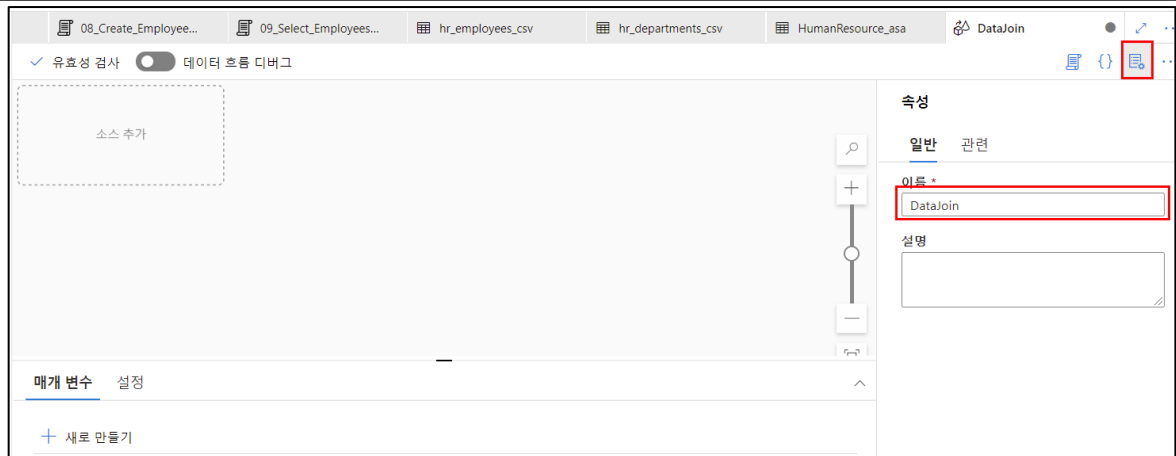 08_Create_Employee... 09_Select_Employees... hr_employees_csv hr_departments_csv HumanResource_asa DataJoin
유효성 검사 데이터 흐름 디버그 {}
소스 추가
속성
일반 관련
이름 *
DataJoin
설명
매개 변수 설정
새로 만들기